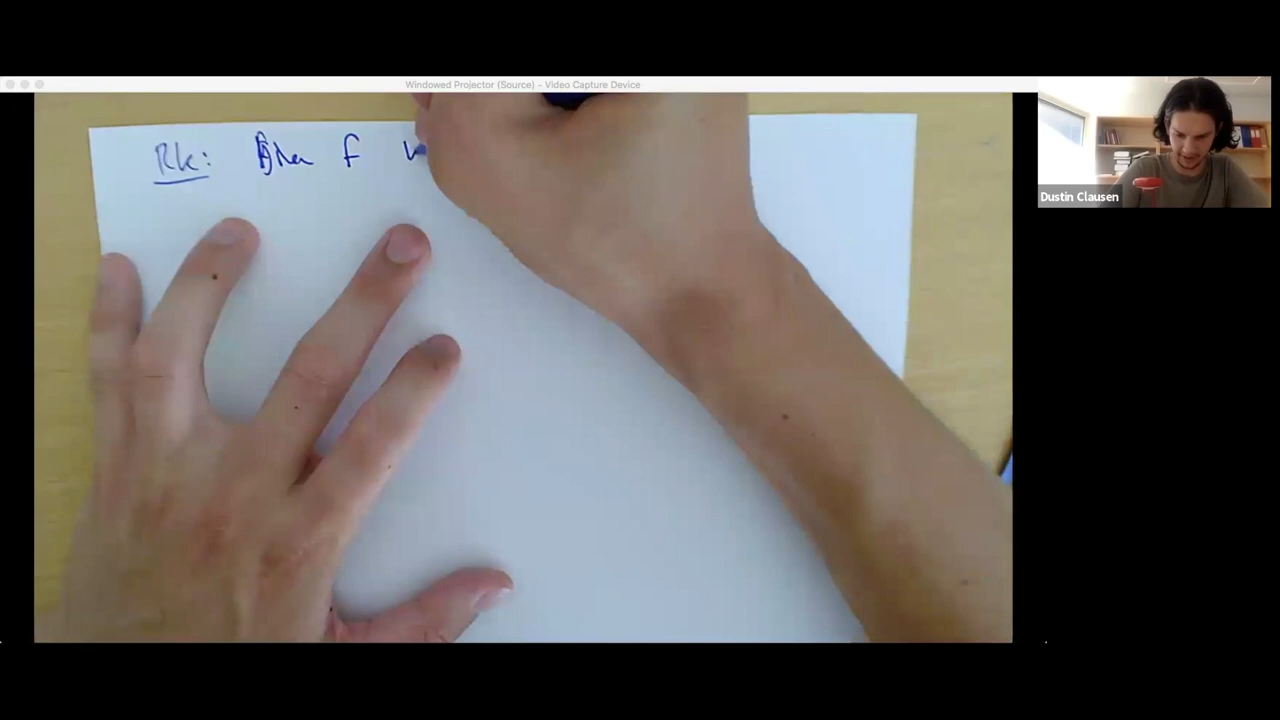 Windowed Projector (Source) - Video Capture Device
Rk: f
Dustin Clausen